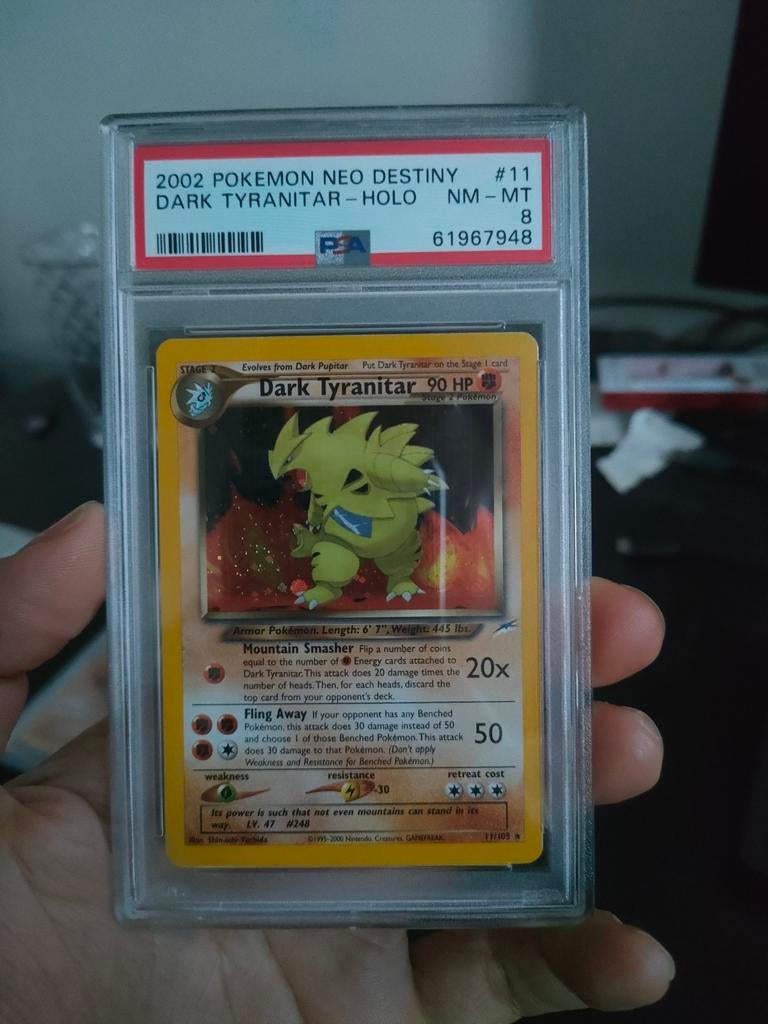 2002 POKEMON NEO DESTINY #11
DARK TYRANITAR - HOLO NM - MT
8
PSA 61967948
STAGE 2 Evolves from Dark Pupitar Put Dark Tyranitar on the Stage 1 card
Dark Tyranitar 90 HP
Stage 2 Pokémon
Armor Pokémon. Length: 6' 7", Weight: 445 lbs.
Mountain Smasher Flip a number of coins
equal to the number of Energy cards attached to
Dark Tyranitar. This attack does 20 damage times the
number of heads. Then, for each heads, discard the
top card from your opponent's deck.
20x
Fling Away If your opponent has any Benched
Pokémon, this attack does 30 damage instead of 50
and choose 1 of those Benched Pokémon. This attack
does 30 damage to that Pokémon. (Don't apply
Weakness and Resistance for Benched Pokémon.)
50
weakness resistance retreat cost
-30
Its power is such that not even mountains can stand in its
way. LV. 47 #248
Illus. Shin-ichi Yoshida ©1995-2000 Nintendo, Creatures, GAMEFREAK. 11/105